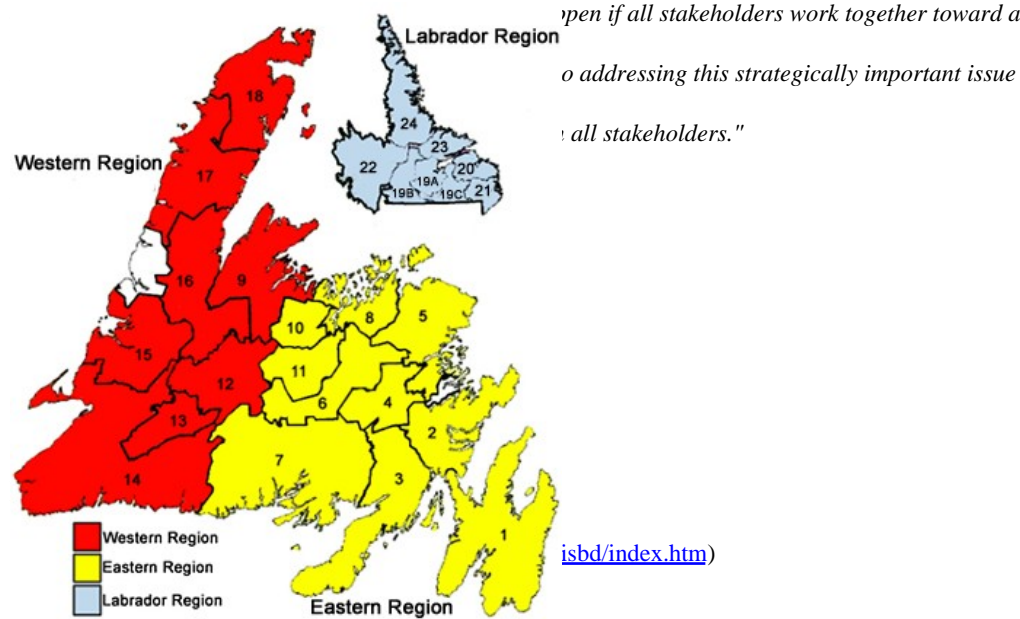 open if all stakeholders work together toward a
Labrador Region
o addressing this strategically important issue
18
24
all stakeholders."
23
Western Region
22
17
19A
20
19B
19C
21
16
9
10
8
5
15
11
12
6
4
13
2
7
3
14
1
Western Region
isbd/index.htm)
Eastern Region
Labrador Region
Eastern Region